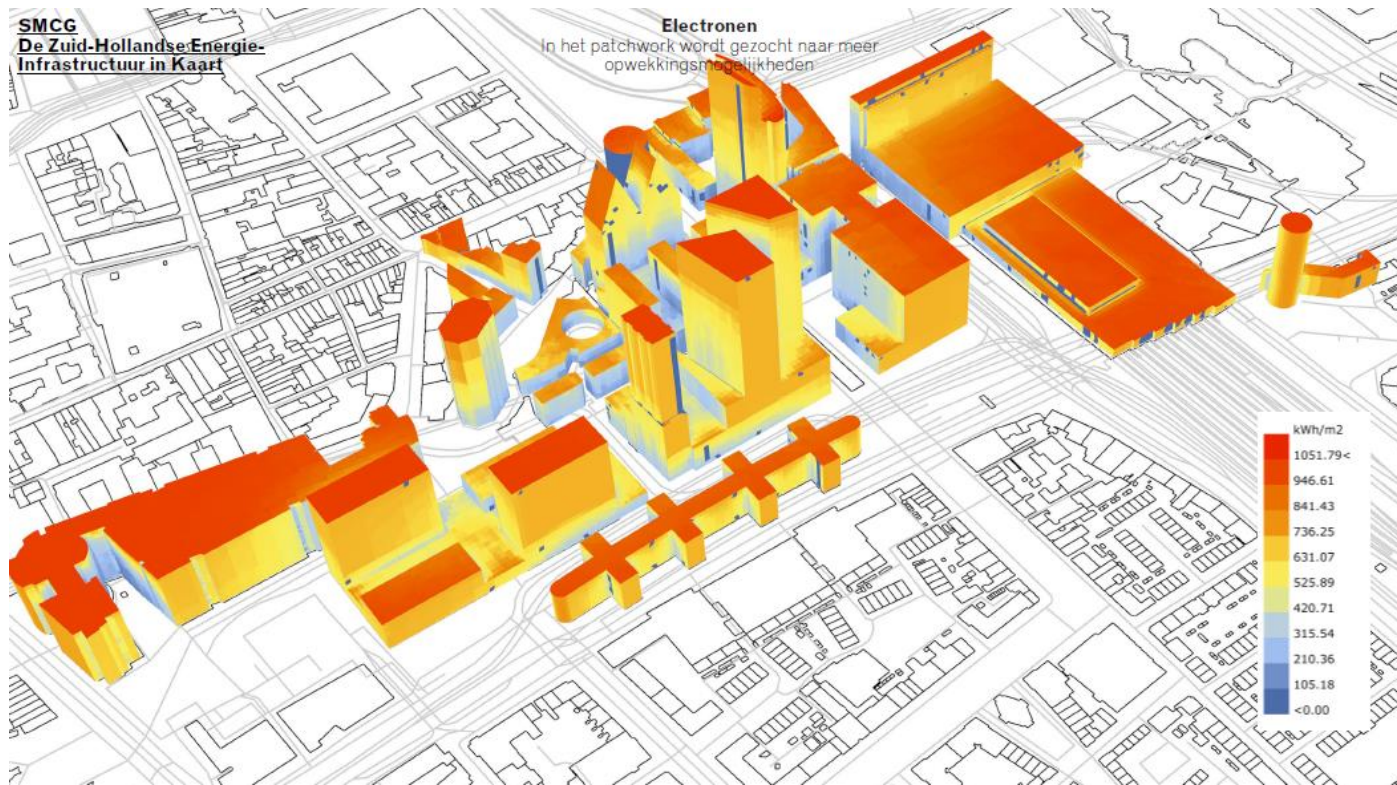 SMCG
De Zuid-Hollandse Energie-
Infrastructuur in Kaart
Electronen
In het patchwork wordt gezocht naar meer
opwekkingsmogelijkheden
kWh/m2
1051.79<
946.61
841.43
736.25
631.07
525.89
420.71
315.54
210.36
105.18
<0.00